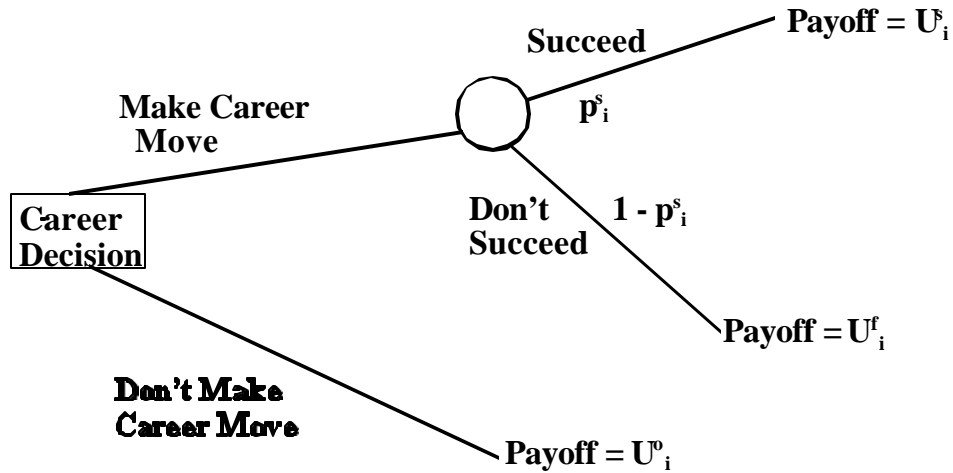 Succeed
Payoff = Uˢᵢ
pˢᵢ
Make Career
Move
Career
Decision
Don't
Succeed
1 - pˢᵢ
Payoff = Uᶠᵢ
Don't Make
Career Move
Payoff = Uᵒᵢ